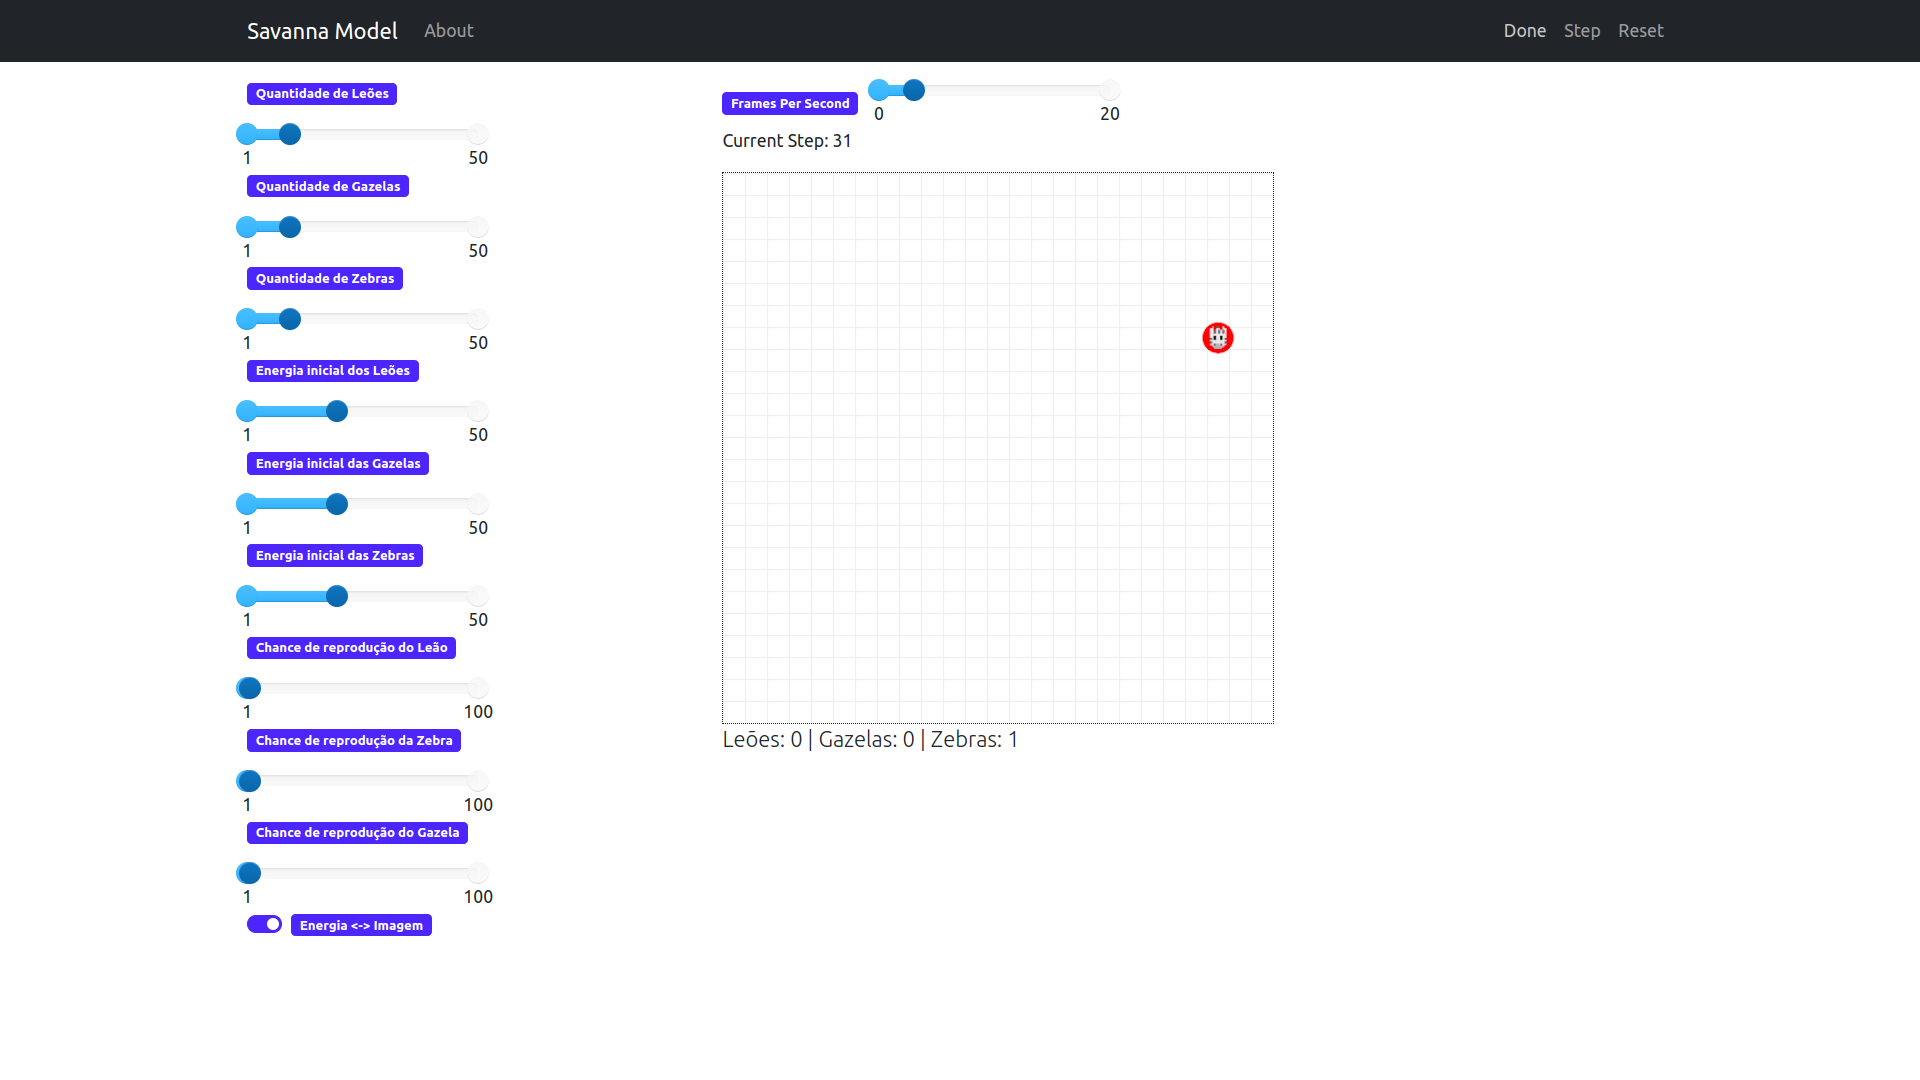 Savanna Model About Done Step Reset
Quantidade de Leões
1 50
Quantidade de Gazelas
1 50
Quantidade de Zebras
1 50
Energia inicial dos Leões
1 50
Energia inicial das Gazelas
1 50
Energia inicial das Zebras
1 50
Chance de reprodução do Leão
1 100
Chance de reprodução da Zebra
1 100
Chance de reprodução do Gazela
1 100
Energia <-> Imagem
Frames Per Second
0 20
Current Step: 31
Leões: 0 | Gazelas: 0 | Zebras: 1